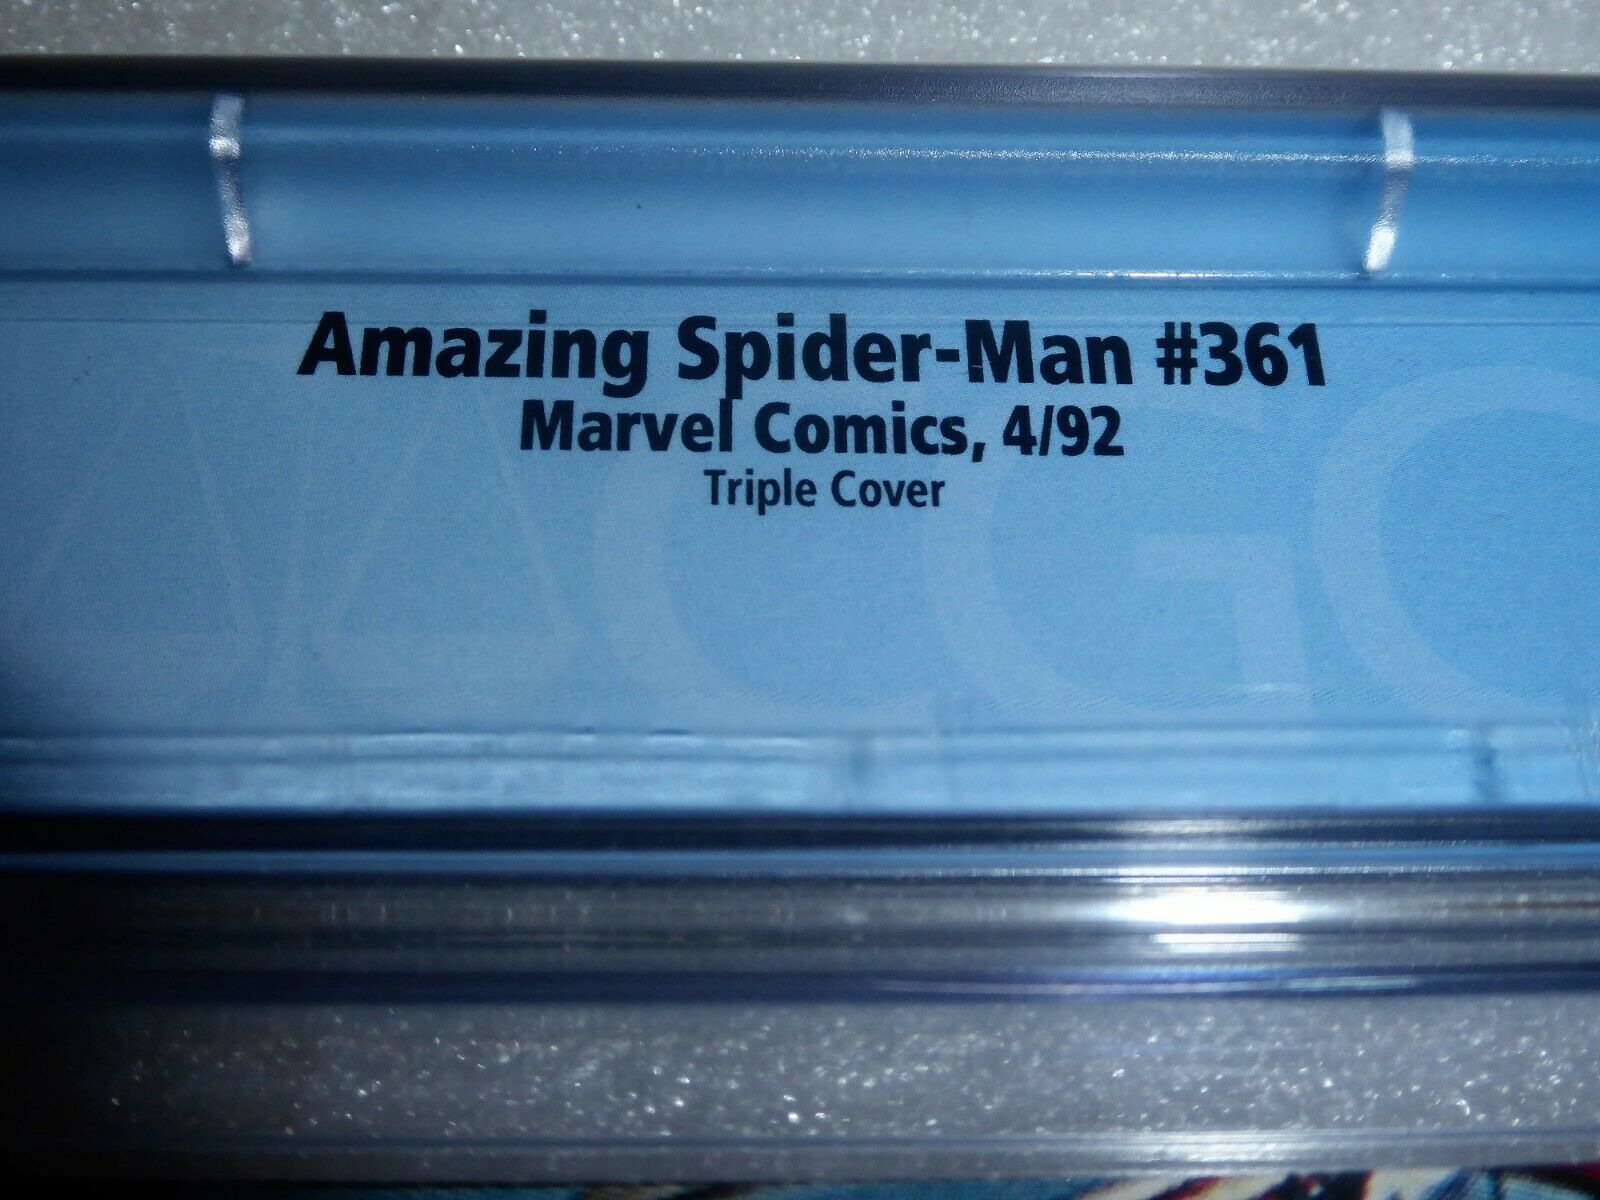 Amazing Spider-Man #361
Marvel Comics, 4/92
Triple Cover